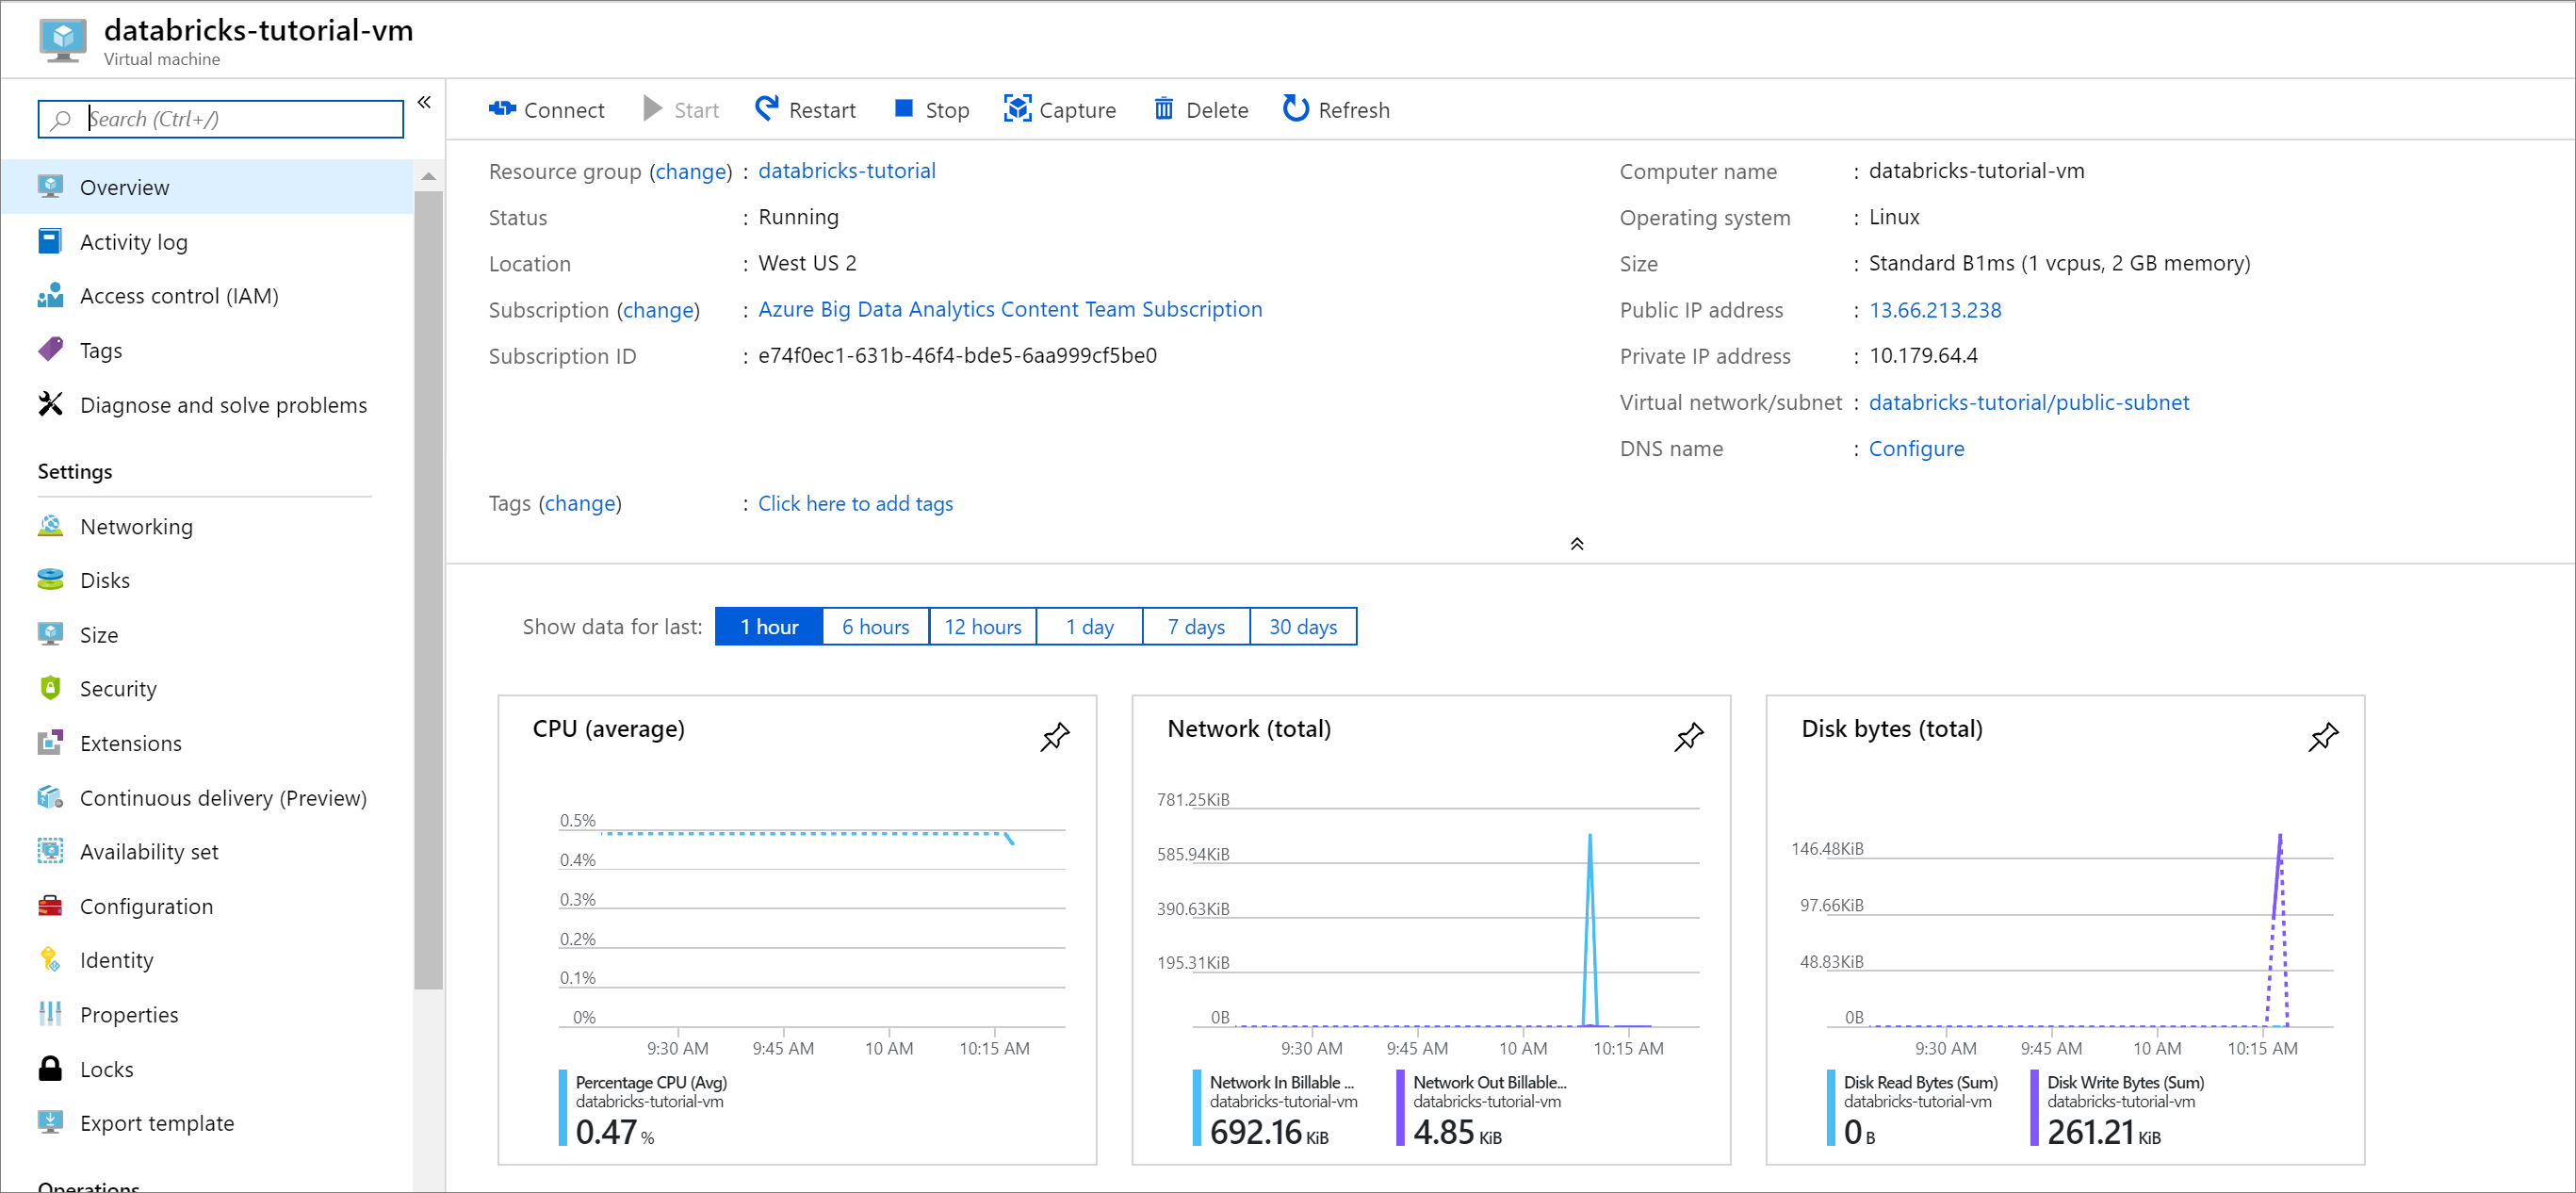 databricks-tutorial-vm
Virtual machine
Search (Ctrl+/)
«
Overview
Activity log
Access control (IAM)
Tags
Diagnose and solve problems
Settings
Networking
Disks
Size
Security
Extensions
Continuous delivery (Preview)
Availability set
Configuration
Identity
Properties
Locks
Export template
Operations
Connect Start Restart Stop Capture Delete Refresh
Resource group (change) : databricks-tutorial
Status : Running
Location : West US 2
Subscription (change) : Azure Big Data Analytics Content Team Subscription
Subscription ID : e74f0ec1-631b-46f4-bde5-6aa999cf5be0
Computer name : databricks-tutorial-vm
Operating system : Linux
Size : Standard B1ms (1 vcpus, 2 GB memory)
Public IP address : 13.66.213.238
Private IP address : 10.179.64.4
Virtual network/subnet : databricks-tutorial/public-subnet
DNS name : Configure
Tags (change) : Click here to add tags
Show data for last: 1 hour 6 hours 12 hours 1 day 7 days 30 days
CPU (average)
0.5%
0.4%
0.3%
0.2%
0.1%
0%
9:30 AM 9:45 AM 10 AM 10:15 AM
Percentage CPU (Avg)
databricks-tutorial-vm
0.47 %
Network (total)
781.25KiB
585.94KiB
390.63KiB
195.31KiB
0B
9:30 AM 9:45 AM 10 AM 10:15 AM
Network In Billable ...
databricks-tutorial-vm
692.16 KiB
Network Out Billable...
databricks-tutorial-vm
4.85 KiB
Disk bytes (total)
146.48KiB
97.66KiB
48.83KiB
0B
9:30 AM 9:45 AM 10 AM 10:15 AM
Disk Read Bytes (Sum)
databricks-tutorial-vm
0 B
Disk Write Bytes (Sum)
databricks-tutorial-vm
261.21 KiB